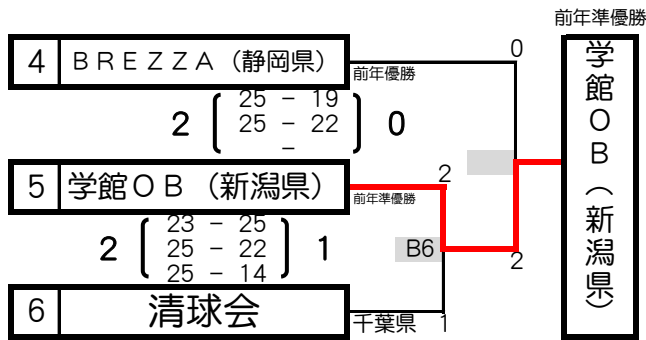 前年準優勝
0
4 ＢＲＥＺＺＡ（静岡県）
前年優勝
25 － 19
2 25 － 22 0
－
学館ＯＢ（新潟県）
2
5 学館ＯＢ（新潟県）
前年準優勝
23 － 25
2 25 － 22 1
25 － 14
B6
2
6 清球会
千葉県 1